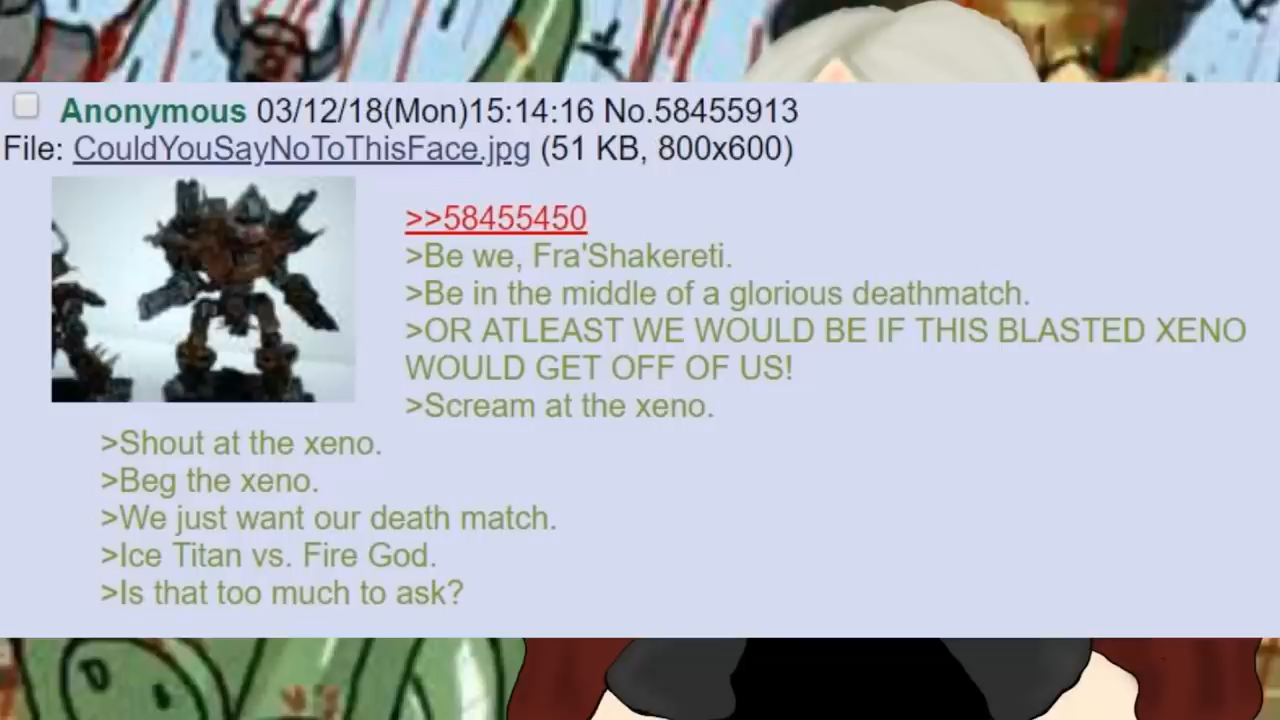 Anonymous 03/12/18(Mon)15:14:16 No.58455913
File: CouldYouSayNoToThisFace.jpg (51 KB, 800x600)
>>58455450
>Be we, Fra'Shakereti.
>Be in the middle of a glorious deathmatch.
>OR ATLEAST WE WOULD BE IF THIS BLASTED XENO
WOULD GET OFF OF US!
>Scream at the xeno.
>Shout at the xeno.
>Beg the xeno.
>We just want our death match.
>Ice Titan vs. Fire God.
>Is that too much to ask?